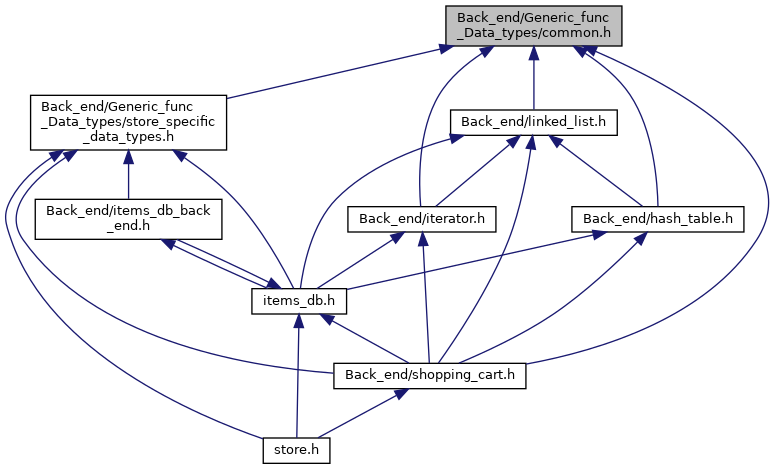 Back_end/Generic_func
_Data_types/common.h
Back_end/Generic_func
_Data_types/store_specific
_data_types.h
Back_end/linked_list.h
Back_end/items_db_back
_end.h
Back_end/iterator.h
Back_end/hash_table.h
items_db.h
Back_end/shopping_cart.h
store.h